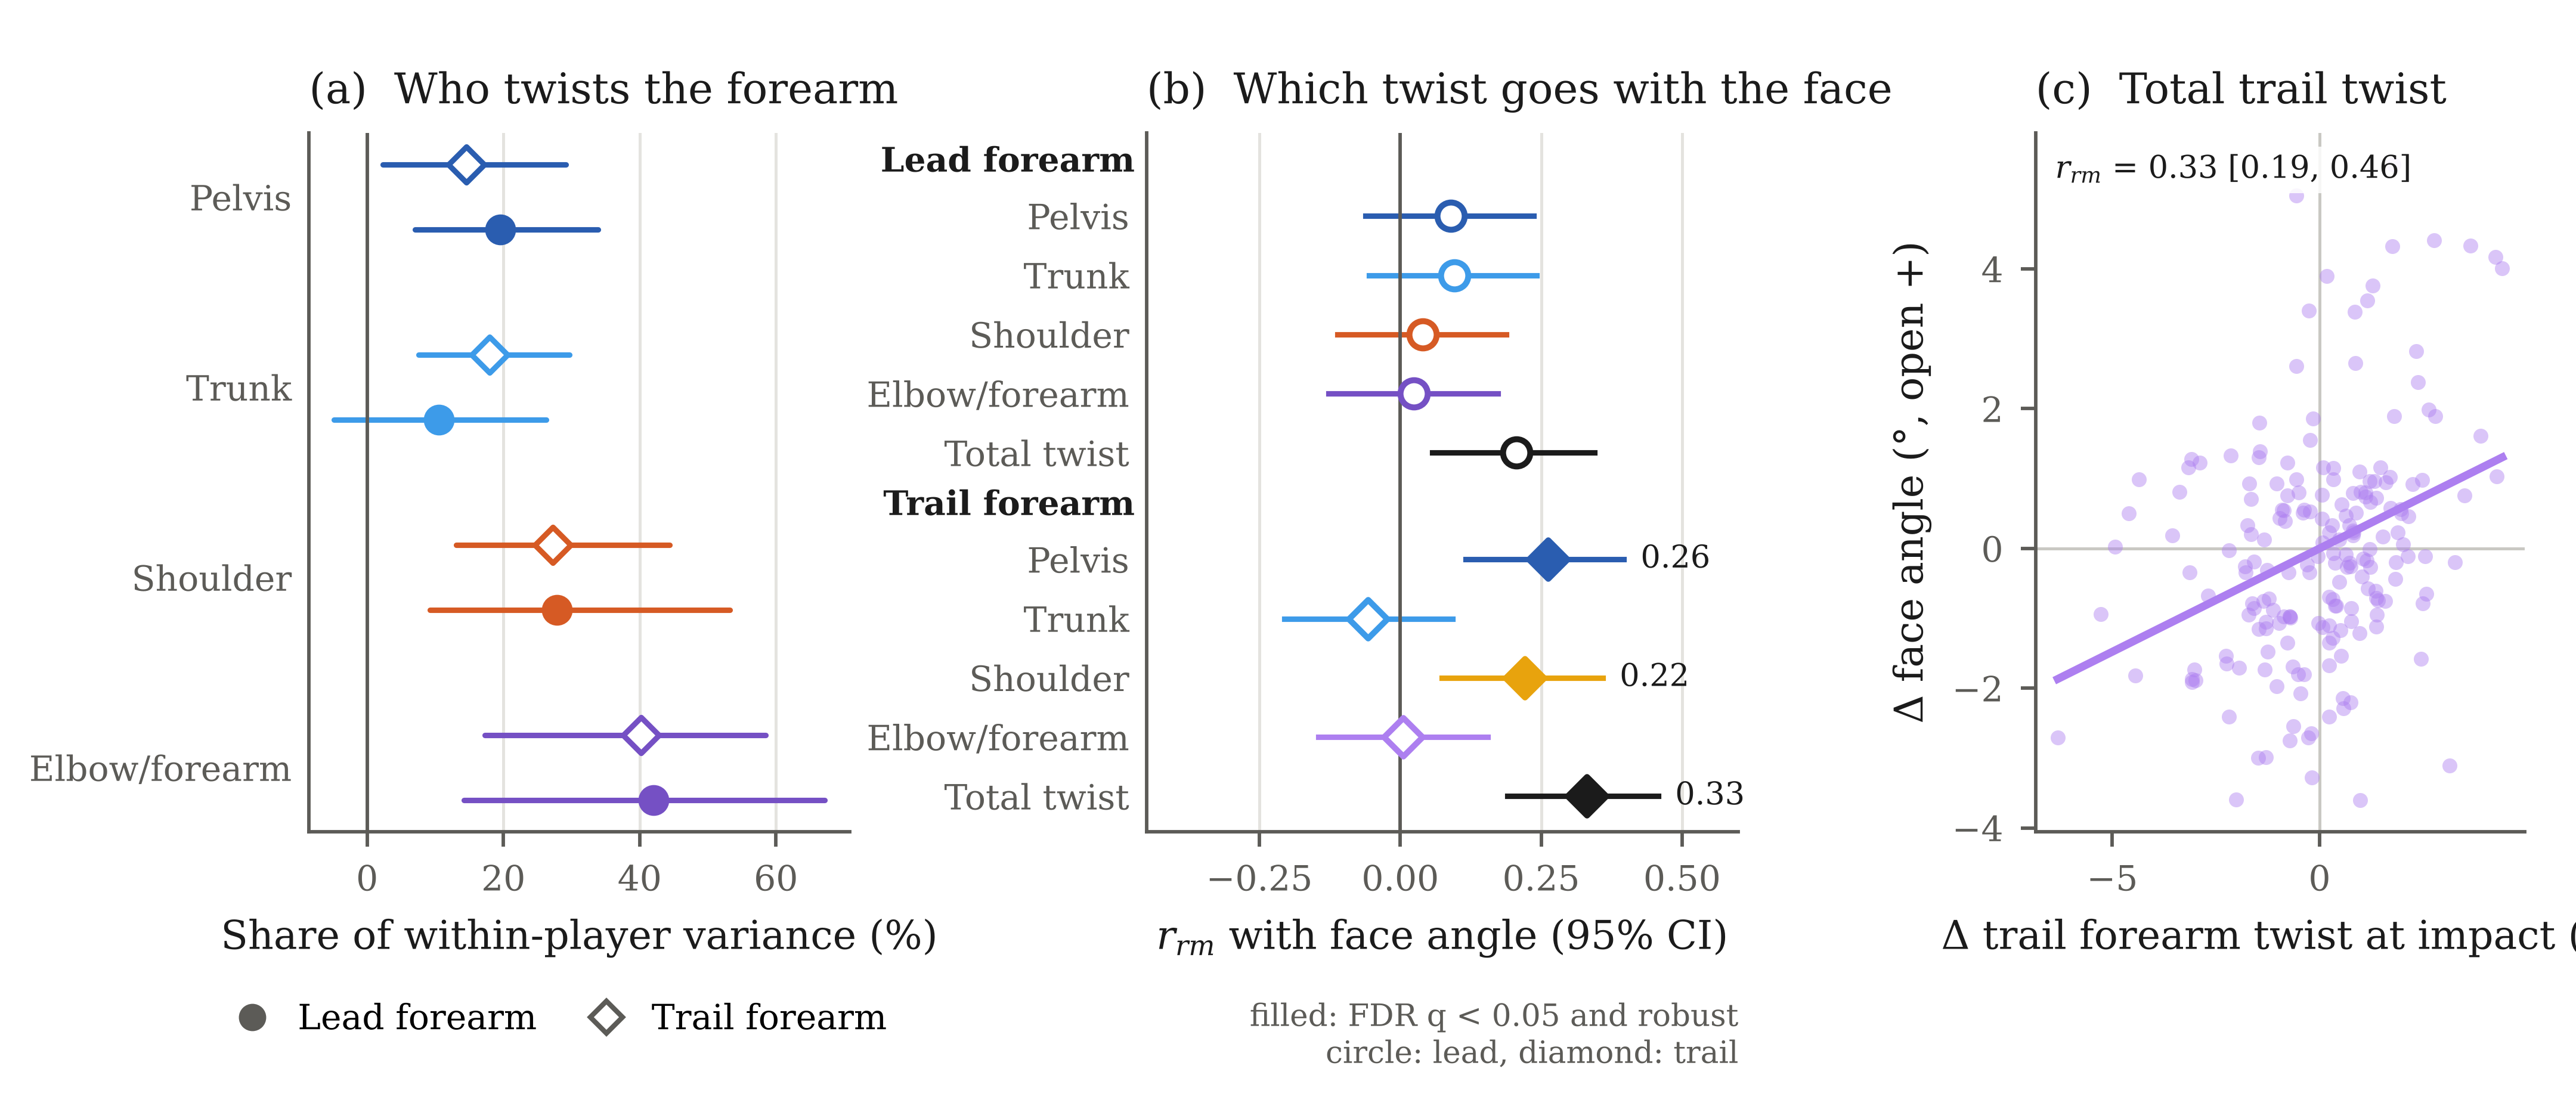 (a) Who twists the forearm
Pelvis
Trunk
Shoulder
Elbow/forearm
0 20 40 60
Share of within-player variance (%)
Lead forearm Trail forearm
(b) Which twist goes with the face
Lead forearm
Pelvis
Trunk
Shoulder
Elbow/forearm
Total twist
Trail forearm
Pelvis 0.26
Trunk
Shoulder 0.22
Elbow/forearm
Total twist 0.33
−0.25 0.00 0.25 0.50
rrm with face angle (95% CI)
filled: FDR q < 0.05 and robust
circle: lead, diamond: trail
(c) Total trail twist
rrm = 0.33 [0.19, 0.46]
Δ face angle (°, open +)
4
2
0
−2
−4
−5 0
Δ trail forearm twist at impact (